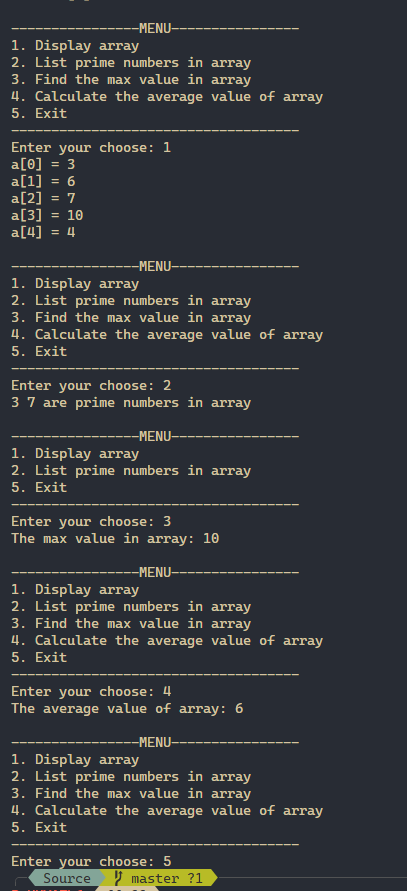 ----------------MENU----------------
1. Display array
2. List prime numbers in array
3. Find the max value in array
4. Calculate the average value of array
5. Exit
------------------------------------
Enter your choose: 1
a[0] = 3
a[1] = 6
a[2] = 7
a[3] = 10
a[4] = 4
----------------MENU----------------
1. Display array
2. List prime numbers in array
3. Find the max value in array
4. Calculate the average value of array
5. Exit
------------------------------------
Enter your choose: 2
3 7 are prime numbers in array
----------------MENU----------------
1. Display array
2. List prime numbers in array
5. Exit
------------------------------------
Enter your choose: 3
The max value in array: 10
----------------MENU----------------
1. Display array
2. List prime numbers in array
3. Find the max value in array
4. Calculate the average value of array
5. Exit
------------------------------------
Enter your choose: 4
The average value of array: 6
----------------MENU----------------
1. Display array
2. List prime numbers in array
3. Find the max value in array
4. Calculate the average value of array
5. Exit
------------------------------------
Enter your choose: 5
Source master ?1